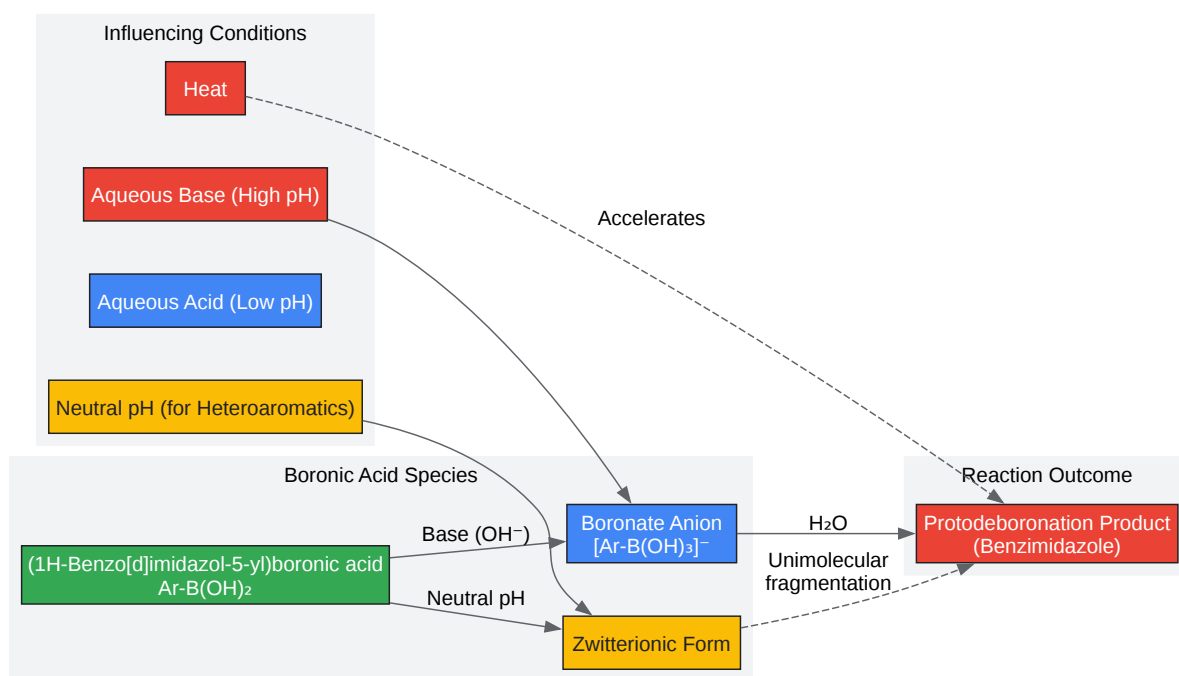 Influencing Conditions
Heat
Aqueous Base (High pH)
Accelerates
Aqueous Acid (Low pH)
Neutral pH (for Heteroaromatics)
Boronic Acid Species
Reaction Outcome
Base (OH⁻)
Boronate Anion
[Ar-B(OH)₃]⁻
H₂O
Protodeboronation Product
(Benzimidazole)
(1H-Benzo[d]imidazol-5-yl)boronic acid
Ar-B(OH)₂
Unimolecular
fragmentation
Neutral pH
Zwitterionic Form